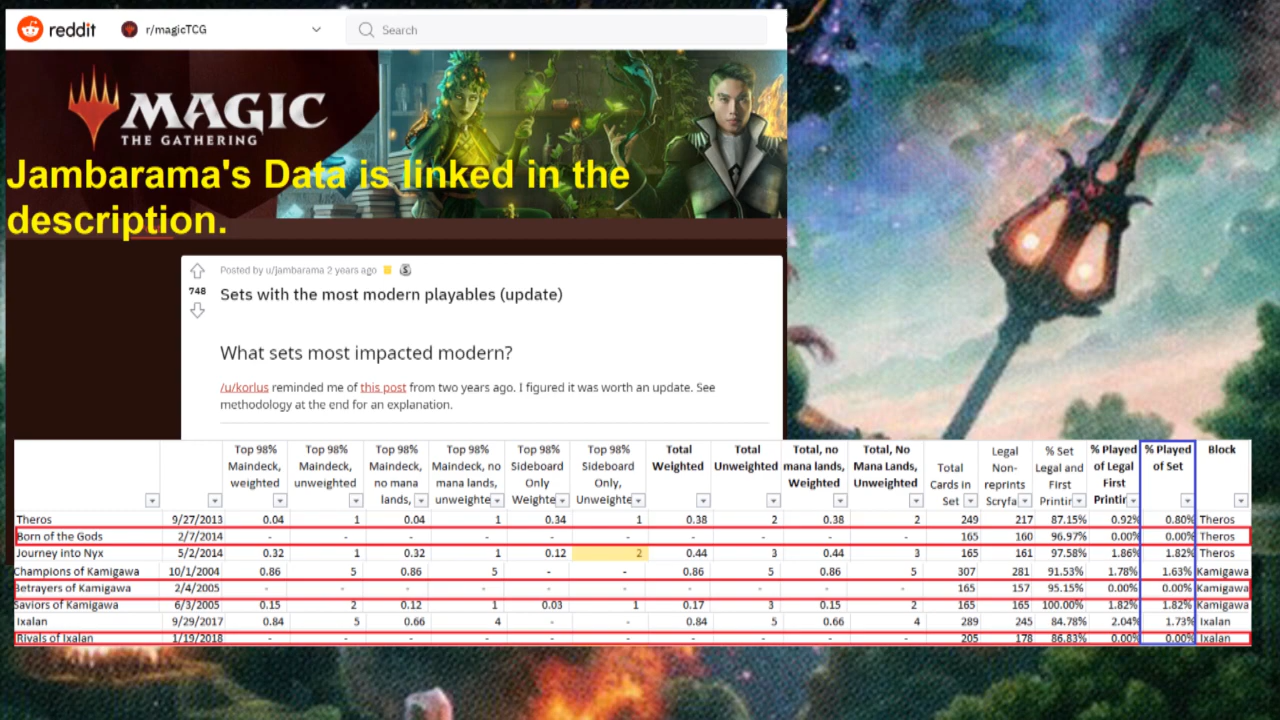 reddit r/magicTCG Search
MAGIC
THE GATHERING
Jambarama's Data is linked in the
description.
Posted by u/jambarama 2 years ago
748
Sets with the most modern playables (update)
What sets most impacted modern?
/u/korlus reminded me of this post from two years ago. I figured it was worth an update. See
methodology at the end for an explanation.
Top 98% Maindeck, weighted Top 98% Maindeck, unweighted Top 98% Maindeck, no mana lands, Top 98% Maindeck, no mana lands, unweighte Top 98% Sideboard Only Weighte Top 98% Sideboard Only, Unweighte Total Weighted Total Unweighted Total, no mana lands, Weighted Total, No Mana Lands, Unweighted Total Cards in Set Legal Non-reprints Scryfa % Set Legal and First Printin % Played of Legal First Printin % Played of Set Block
Theros 9/27/2013 0.04 1 0.04 1 0.34 1 0.38 2 0.38 2 249 217 87.15% 0.92% 0.80% Theros
Born of the Gods 2/7/2014 - - - - - - - - - - 165 160 96.97% 0.00% 0.00% Theros
Journey into Nyx 5/2/2014 0.32 1 0.32 1 0.12 2 0.44 3 0.44 3 165 161 97.58% 1.86% 1.82% Theros
Champions of Kamigawa 10/1/2004 0.86 5 0.86 5 - - 0.86 5 0.86 5 307 281 91.53% 1.78% 1.63% Kamigawa
Betrayers of Kamigawa 2/4/2005 - - - - - - - - - - 165 157 95.15% 0.00% 0.00% Kamigawa
Saviors of Kamigawa 6/3/2005 0.15 2 0.12 1 0.03 1 0.17 3 0.15 2 165 165 100.00% 1.82% 1.82% Kamigawa
Ixalan 9/29/2017 0.84 5 0.66 4 - - 0.84 5 0.66 4 289 245 84.78% 2.04% 1.73% Ixalan
Rivals of Ixalan 1/19/2018 - - - - - - - - - - 205 178 86.83% 0.00% 0.00% Ixalan